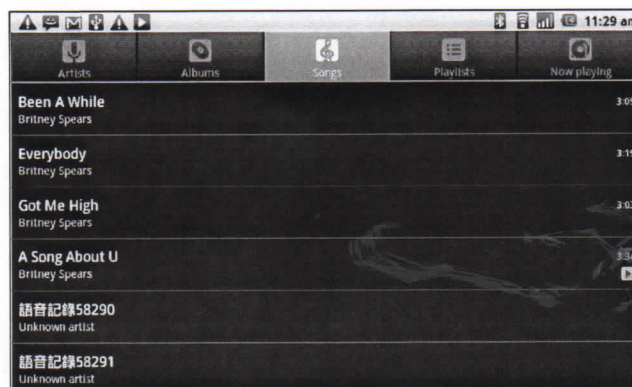 11:29 am
Artists
Albums
Songs
Playlists
Now playing
Been A While
Britney Spears
3:09
Everybody
Britney Spears
Got Me High
Britney Spears
3:03
A Song About U
Britney Spears
語音記錄58290
Unknown artist
語音記錄58291
Unknown artist